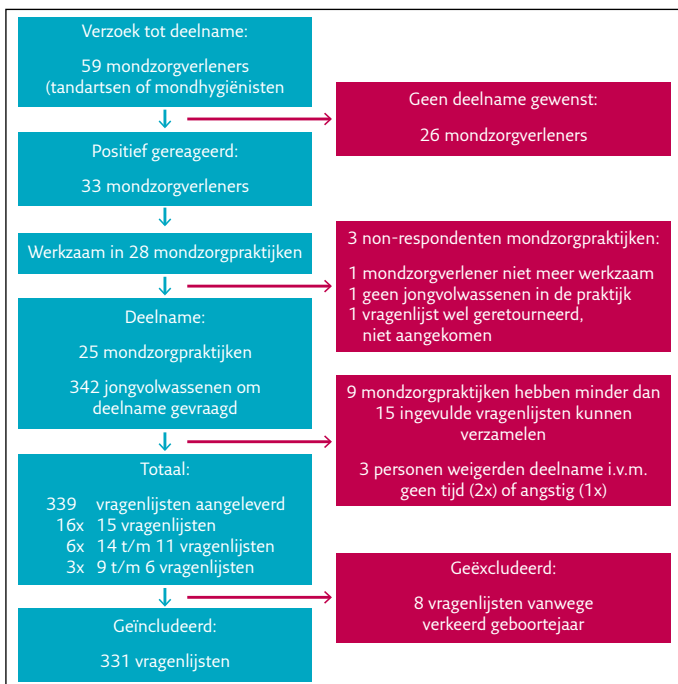 Verzoek tot deelname:
59 mondzorgverleners
(tandartsen of mondhygiënisten
Geen deelname gewenst:
26 mondzorgverleners
Positief gereageerd:
33 mondzorgverleners
Werkzaam in 28 mondzorgpraktijken
3 non-respondenten mondzorgpraktijken:
1 mondzorgverlener niet meer werkzaam
1 geen jongvolwassenen in de praktijk
1 vragenlijst wel geretourneerd,
niet aangekomen
Deelname:
25 mondzorgpraktijken
342 jongvolwassenen om
deelname gevraagd
9 mondzorgpraktijken hebben minder dan
15 ingevulde vragenlijsten kunnen
verzamelen
3 personen weigerden deelname i.v.m.
geen tijd (2x) of angstig (1x)
Totaal:
339 vragenlijsten aangeleverd
16x 15 vragenlijsten
6x 14 t/m 11 vragenlijsten
3x 9 t/m 6 vragenlijsten
Geëxcludeerd:
8 vragenlijsten vanwege
verkeerd geboortejaar
Geïncludeerd:
331 vragenlijsten